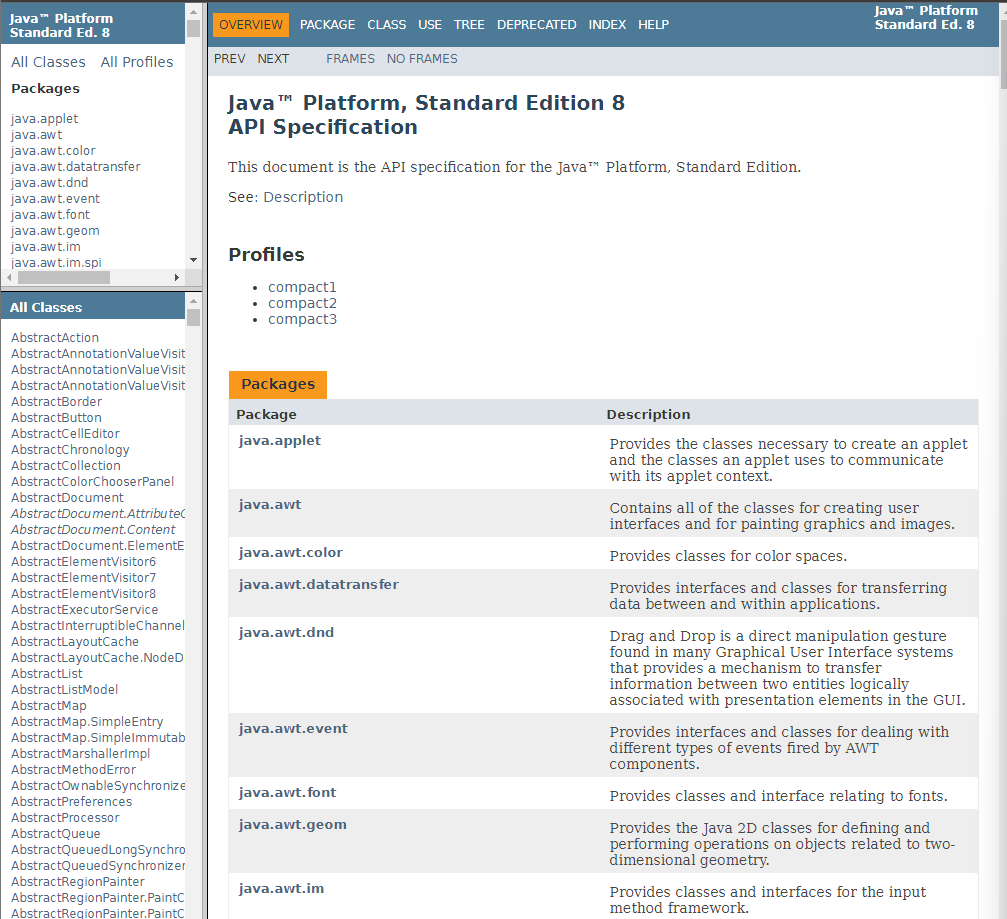 Java™ Platform
Standard Ed. 8
All Classes All Profiles
Packages
java.applet
java.awt
java.awt.color
java.awt.datatransfer
java.awt.dnd
java.awt.event
java.awt.font
java.awt.geom
java.awt.im
java.awt.im.spi
All Classes
AbstractAction
AbstractAnnotationValueVisit
AbstractAnnotationValueVisit
AbstractAnnotationValueVisit
AbstractBorder
AbstractButton
AbstractCellEditor
AbstractChronology
AbstractCollection
AbstractColorChooserPanel
AbstractDocument
AbstractDocument.AttributeC
AbstractDocument.Content
AbstractDocument.ElementE
AbstractElementVisitor6
AbstractElementVisitor7
AbstractElementVisitor8
AbstractExecutorService
AbstractInterruptibleChannel
AbstractLayoutCache
AbstractLayoutCache.NodeD
AbstractList
AbstractListModel
AbstractMap
AbstractMap.SimpleEntry
AbstractMap.SimpleImmutab
AbstractMarshallerImpl
AbstractMethodError
AbstractOwnableSynchronize
AbstractPreferences
AbstractProcessor
AbstractQueue
AbstractQueuedLongSynchro
AbstractQueuedSynchronizer
AbstractRegionPainter
AbstractRegionPainter.PaintC
AbstractRegionPainter.PaintC
OVERVIEW PACKAGE CLASS USE TREE DEPRECATED INDEX HELP
Java™ Platform
Standard Ed. 8
PREV NEXT FRAMES NO FRAMES
Java™ Platform, Standard Edition 8
API Specification
This document is the API specification for the Java™ Platform, Standard Edition.
See: Description
Profiles
• compact1
• compact2
• compact3
Packages
Package Description
java.applet Provides the classes necessary to create an applet
and the classes an applet uses to communicate
with its applet context.
java.awt Contains all of the classes for creating user
interfaces and for painting graphics and images.
java.awt.color Provides classes for color spaces.
java.awt.datatransfer Provides interfaces and classes for transferring
data between and within applications.
java.awt.dnd Drag and Drop is a direct manipulation gesture
found in many Graphical User Interface systems
that provides a mechanism to transfer
information between two entities logically
associated with presentation elements in the GUI.
java.awt.event Provides interfaces and classes for dealing with
different types of events fired by AWT
components.
java.awt.font Provides classes and interface relating to fonts.
java.awt.geom Provides the Java 2D classes for defining and
performing operations on objects related to two-
dimensional geometry.
java.awt.im Provides classes and interfaces for the input
method framework.